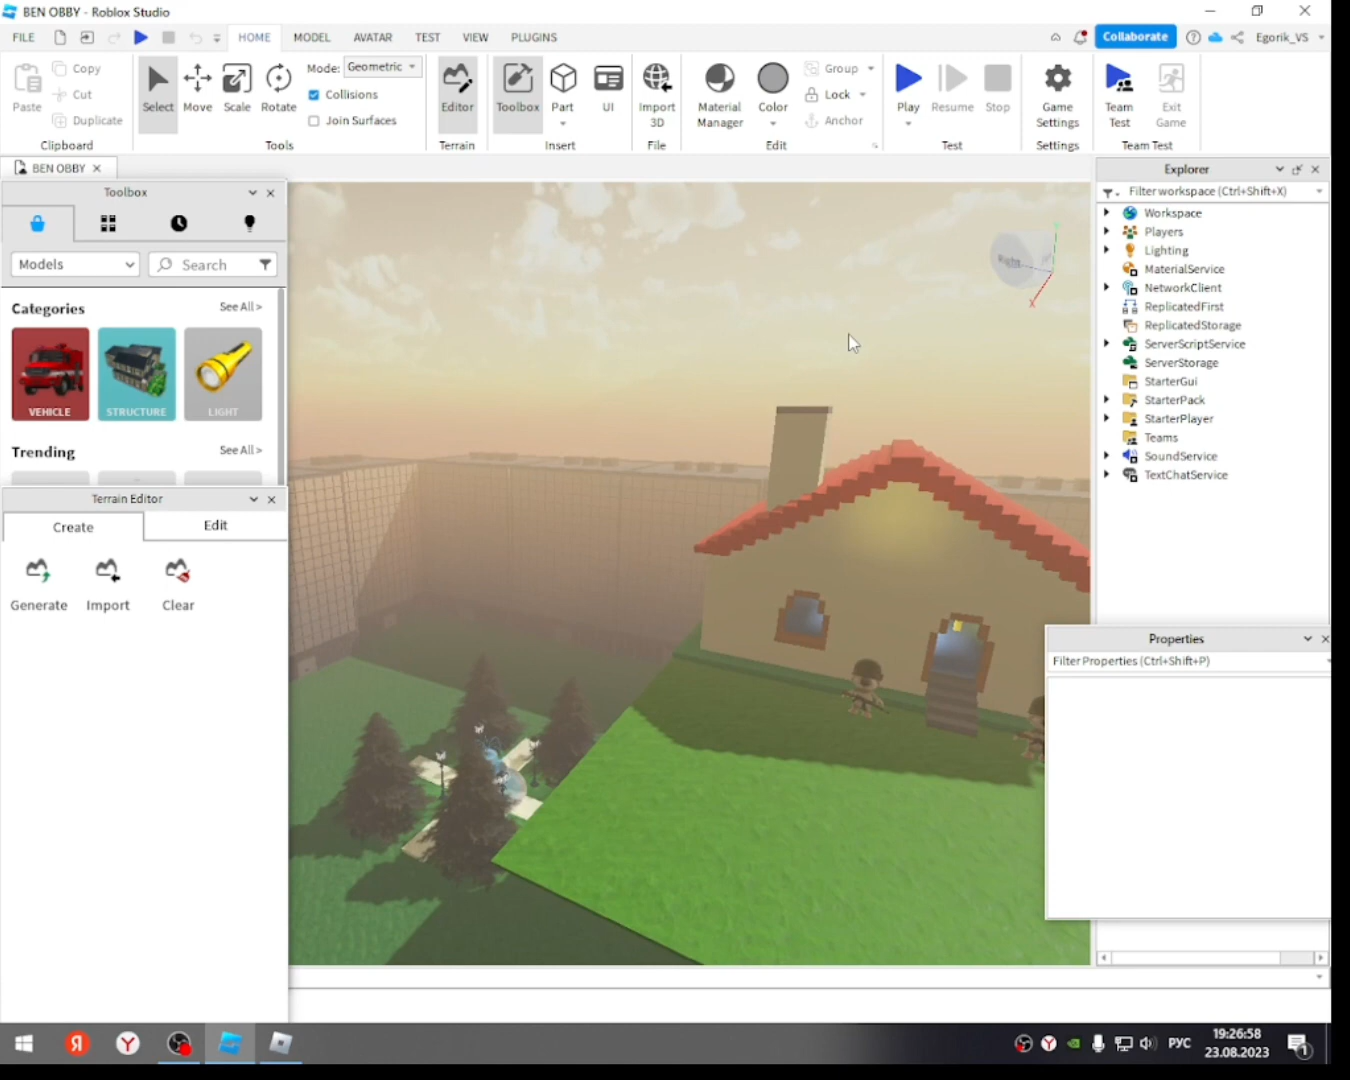 BEN OBBY - Roblox Studio
FILE HOME MODEL AVATAR TEST VIEW PLUGINS Collaborate Egorik_VS
Paste Copy Cut Duplicate
Clipboard
Select Move Scale Rotate
Mode: Geometric
Collisions
Join Surfaces
Tools
Editor
Terrain
Toolbox Part UI
Insert
Import 3D
File
Material Manager Color
Group
Lock
Anchor
Edit
Play Resume Stop
Test
Game Settings
Settings
Team Test Exit Game
Team Test
BEN OBBY
Toolbox
Models Search
Categories See All >
VEHICLE STRUCTURE LIGHT
Trending See All >
Terrain Editor
Create Edit
Generate Import Clear
Right
X
Explorer
Filter workspace (Ctrl+Shift+X)
Workspace
Players
Lighting
MaterialService
NetworkClient
ReplicatedFirst
ReplicatedStorage
ServerScriptService
ServerStorage
StarterGui
StarterPack
StarterPlayer
Teams
SoundService
TextChatService
Properties
Filter Properties (Ctrl+Shift+P)
Я Y Y РУС 19:26:58
23.08.2023
1